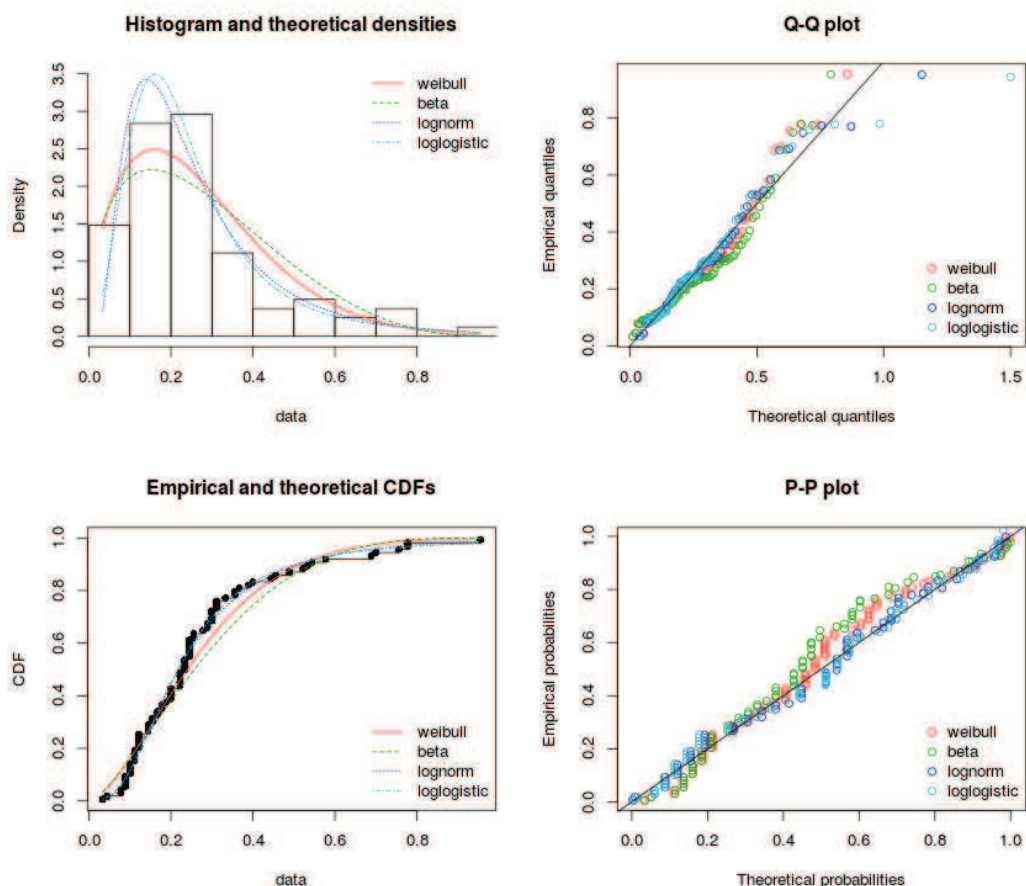 Histogram and theoretical densities
Density
3.5
3.0
2.5
2.0
1.5
1.0
0.5
0.0
weibull
beta
lognorm
loglogistic
0.0 0.2 0.4 0.6 0.8
data
Q-Q plot
Empirical quantiles
0.8
0.6
0.4
0.2
0.0
weibull
beta
lognorm
loglogistic
0.0 0.5 1.0 1.5
Theoretical quantiles
Empirical and theoretical CDFs
CDF
1.0
0.8
0.6
0.4
0.2
0.0
weibull
beta
lognorm
loglogistic
0.0 0.2 0.4 0.6 0.8
data
P-P plot
Empirical probabilities
1.0
0.8
0.6
0.4
0.2
0.0
weibull
beta
lognorm
loglogistic
0.0 0.2 0.4 0.6 0.8 1.0
Theoretical probabilities